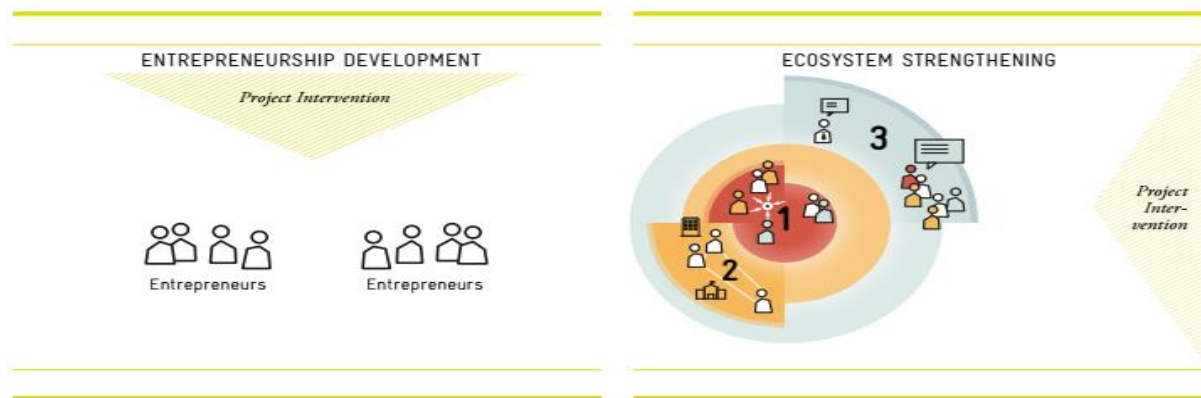 ENTREPRENEURSHIP DEVELOPMENT
Project Intervention
Entrepreneurs
Entrepreneurs
ECOSYSTEM STRENGTHENING
3
1
2
Project
Inter-
vention